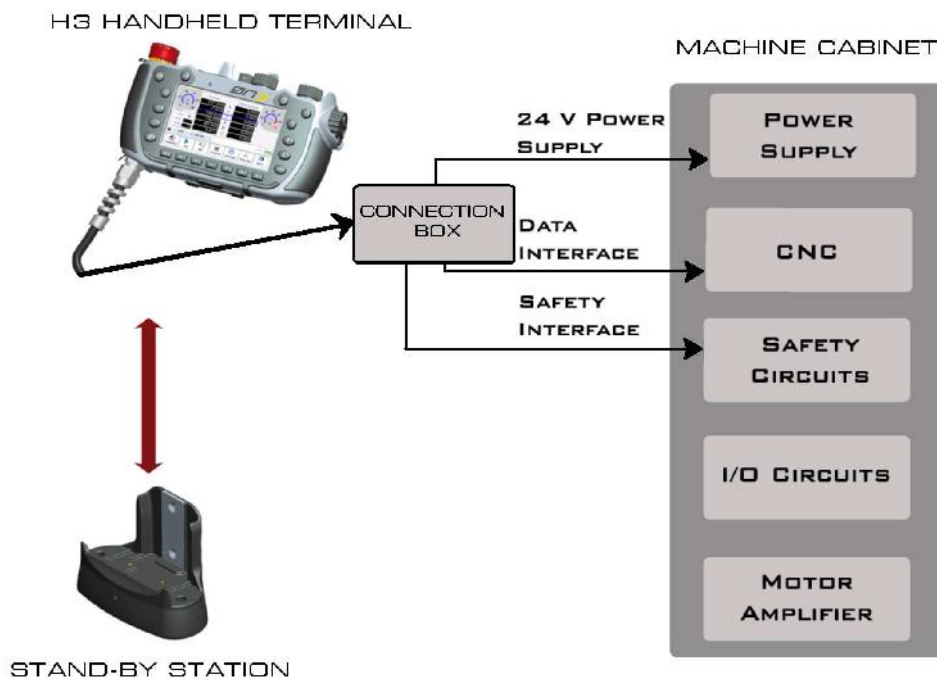 H3 HANDHELD TERMINAL
MACHINE CABINET
24 V POWER
SUPPLY
POWER
SUPPLY
CONNECTION
BOX
DATA
INTERFACE
CNC
SAFETY
INTERFACE
SAFETY
CIRCUITS
I/O CIRCUITS
MOTOR
AMPLIFIER
STAND-BY STATION